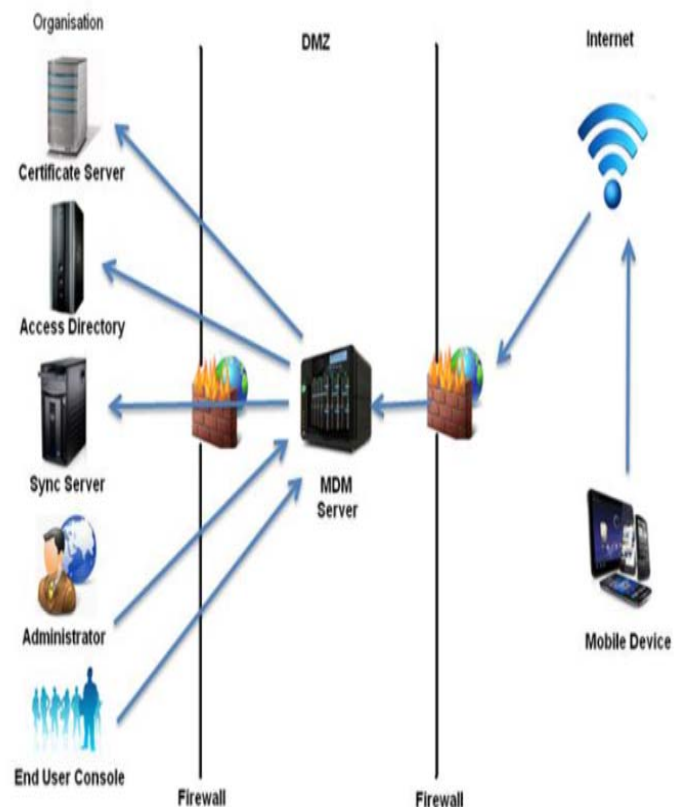 Organisation
DMZ
Internet
Certificate Server
Access Directory
Sync Server
MDM
Server
Administrator
Mobile Device
End User Console
Firewall
Firewall